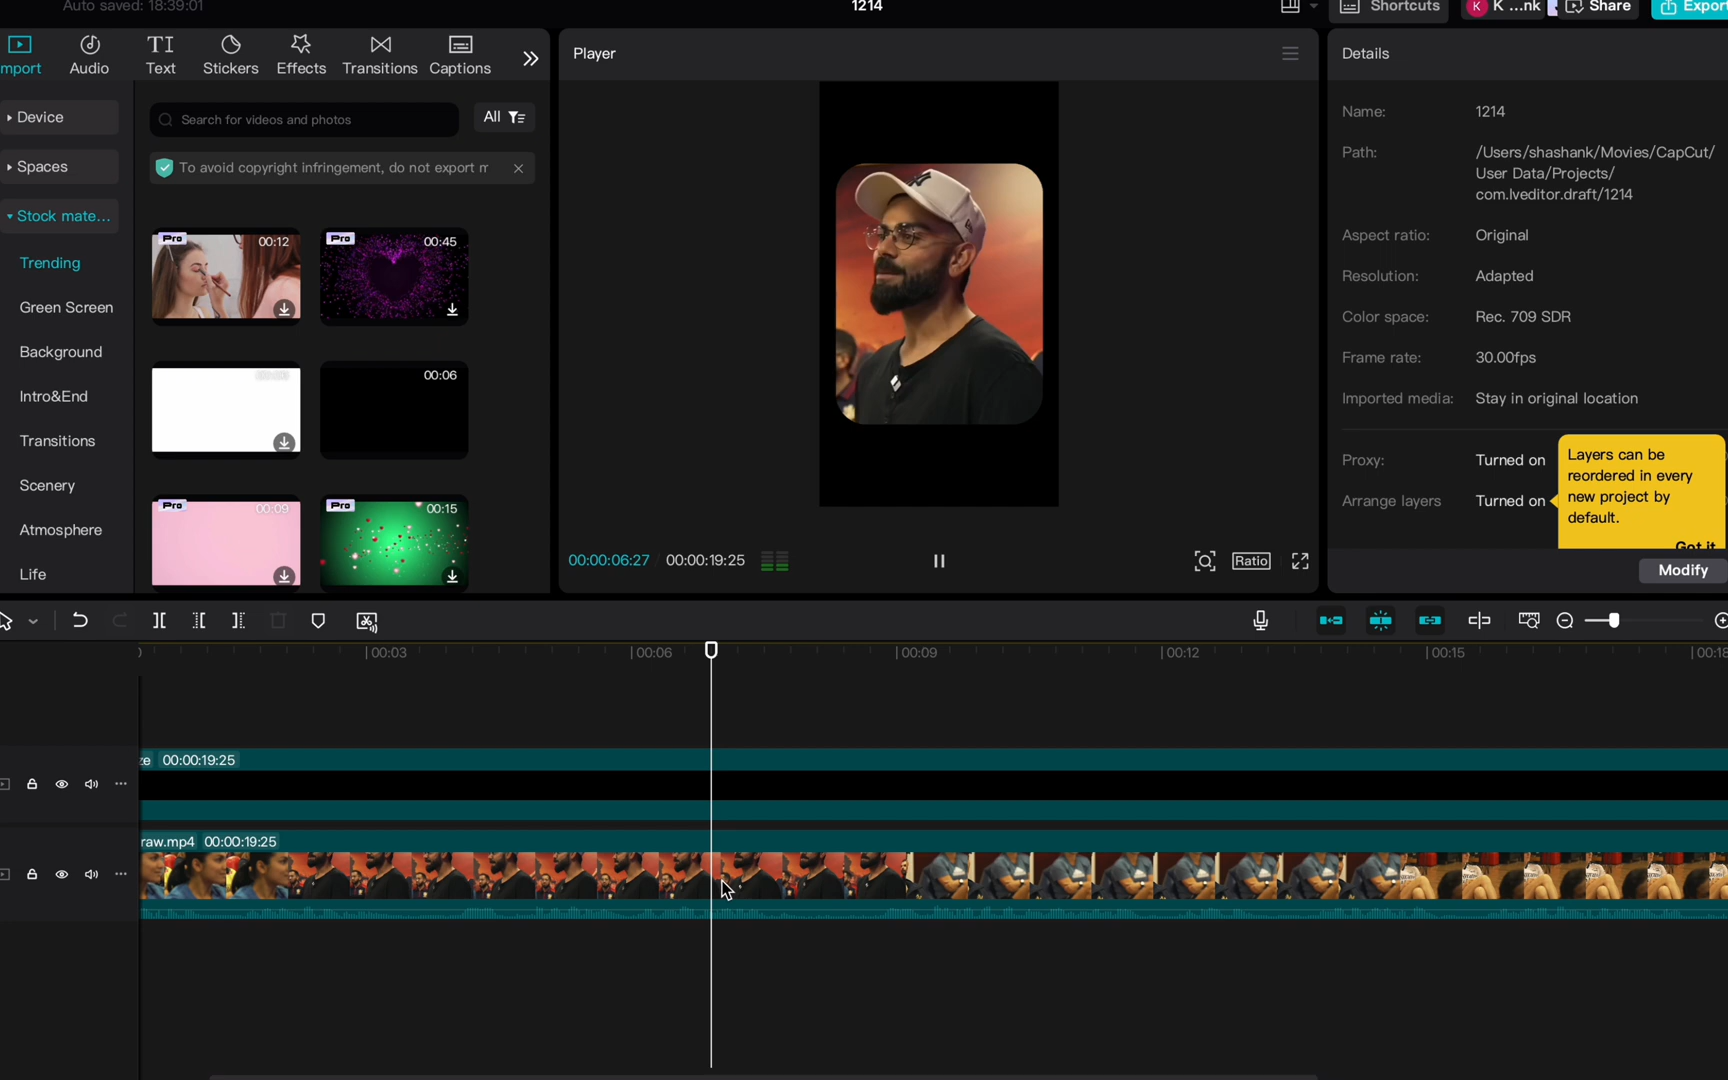 Auto saved: 18:39:01
1214
Shortcuts
K ...nk
Share
Export
mport
Audio
Text
Stickers
Effects
Transitions
Captions
Player
Details
Device
Spaces
Stock mate...
Trending
Green Screen
Background
Intro&End
Transitions
Scenery
Atmosphere
Life
Search for videos and photos
All
To avoid copyright infringement, do not export m
Pro
00:12
Pro
00:45
00:06
Pro
00:09
Pro
00:15
00:00:06:27 / 00:00:19:25
Ratio
Name: 1214
Path: /Users/shashank/Movies/CapCut/
User Data/Projects/
com.lveditor.draft/1214
Aspect ratio: Original
Resolution: Adapted
Color space: Rec. 709 SDR
Frame rate: 30.00fps
Imported media: Stay in original location
Proxy: Turned on
Arrange layers Turned on
Layers can be
reordered in every
new project by
default.
Got it
Modify
00:03
00:06
00:09
00:12
00:15
00:18
ze 00:00:19:25
raw.mp4 00:00:19:25